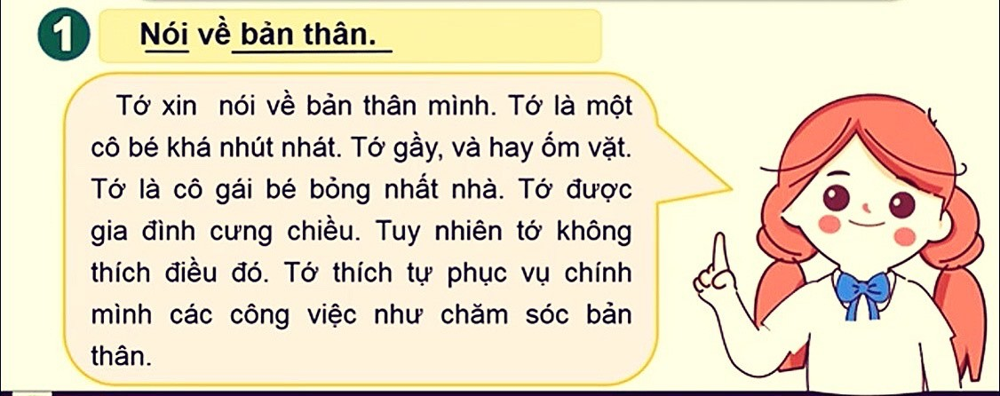 1
Nói về bản thân.
Tớ xin nói về bản thân mình. Tớ là một
cô bé khá nhút nhát. Tớ gầy, và hay ốm vặt.
Tớ là cô gái bé bỏng nhất nhà. Tớ được
gia đình cưng chiều. Tuy nhiên tớ không
thích điều đó. Tớ thích tự phục vụ chính
mình các công việc như chăm sóc bản
thân.